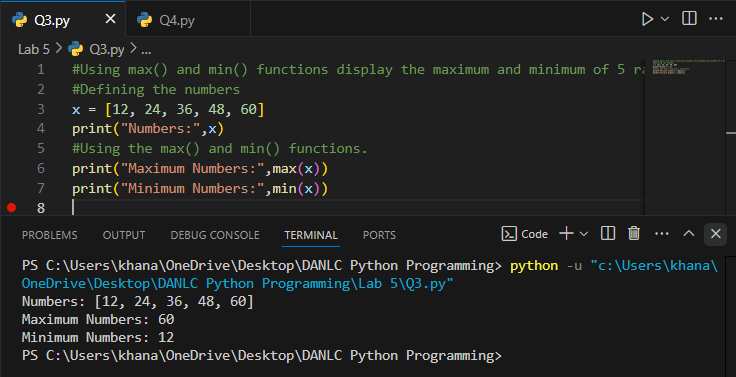 Q3.py
Q4.py
Lab 5 > Q3.py > ...
1 #Using max() and min() functions display the maximum and minimum of 5 ra
2 #Defining the numbers
3 x = [12, 24, 36, 48, 60]
4 print("Numbers:",x)
5 #Using the max() and min() functions.
6 print("Maximum Numbers:",max(x))
7 print("Minimum Numbers:",min(x))
8
PROBLEMS OUTPUT DEBUG CONSOLE TERMINAL PORTS Code
PS C:\Users\khana\OneDrive\Desktop\DANLC Python Programming> python -u "c:\Users\khana\
OneDrive\Desktop\DANLC Python Programming\Lab 5\Q3.py"
Numbers: [12, 24, 36, 48, 60]
Maximum Numbers: 60
Minimum Numbers: 12
PS C:\Users\khana\OneDrive\Desktop\DANLC Python Programming>